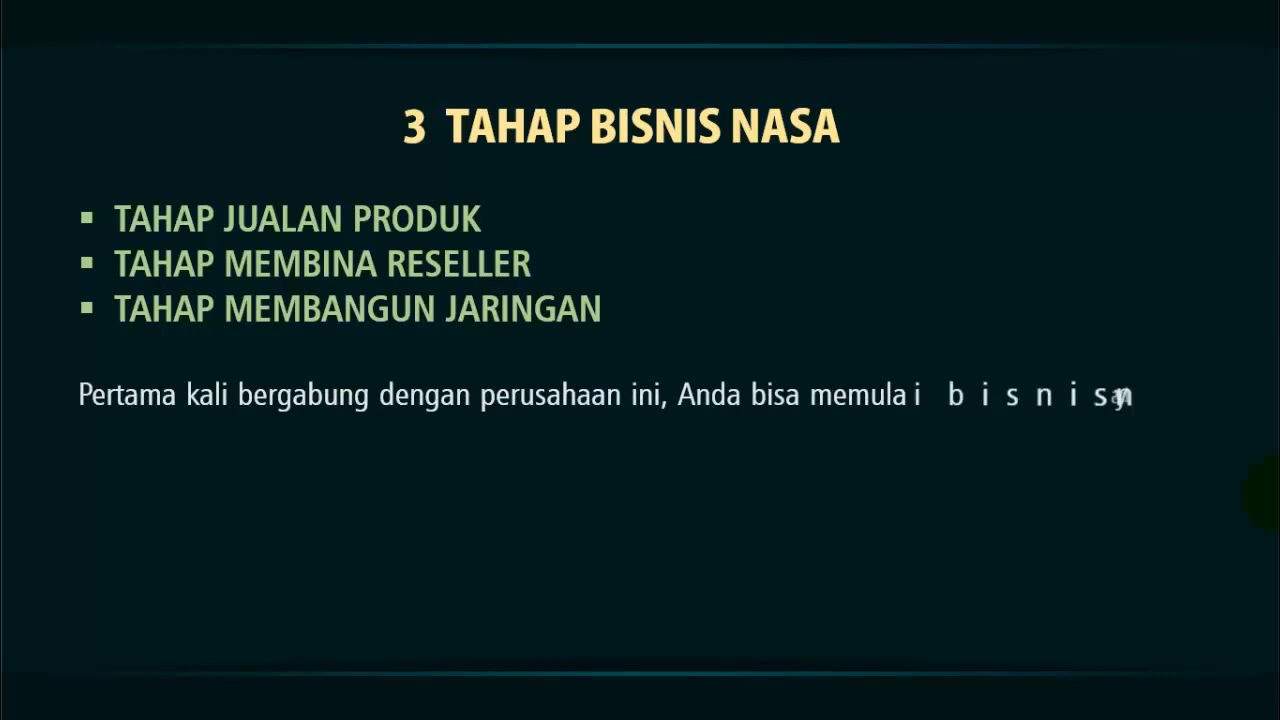 3 TAHAP BISNIS NASA
▪ TAHAP JUALAN PRODUK
▪ TAHAP MEMBINA RESELLER
▪ TAHAP MEMBANGUN JARINGAN
Pertama kali bergabung dengan perusahaan ini, Anda bisa memulai